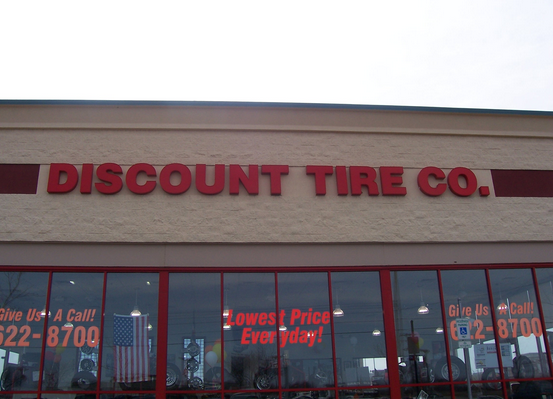 DISCOUNT TIRE CO.
Give Us A Call!
622-8700
Lowest Price
Everyday!
Give Us A Call!
622-8700